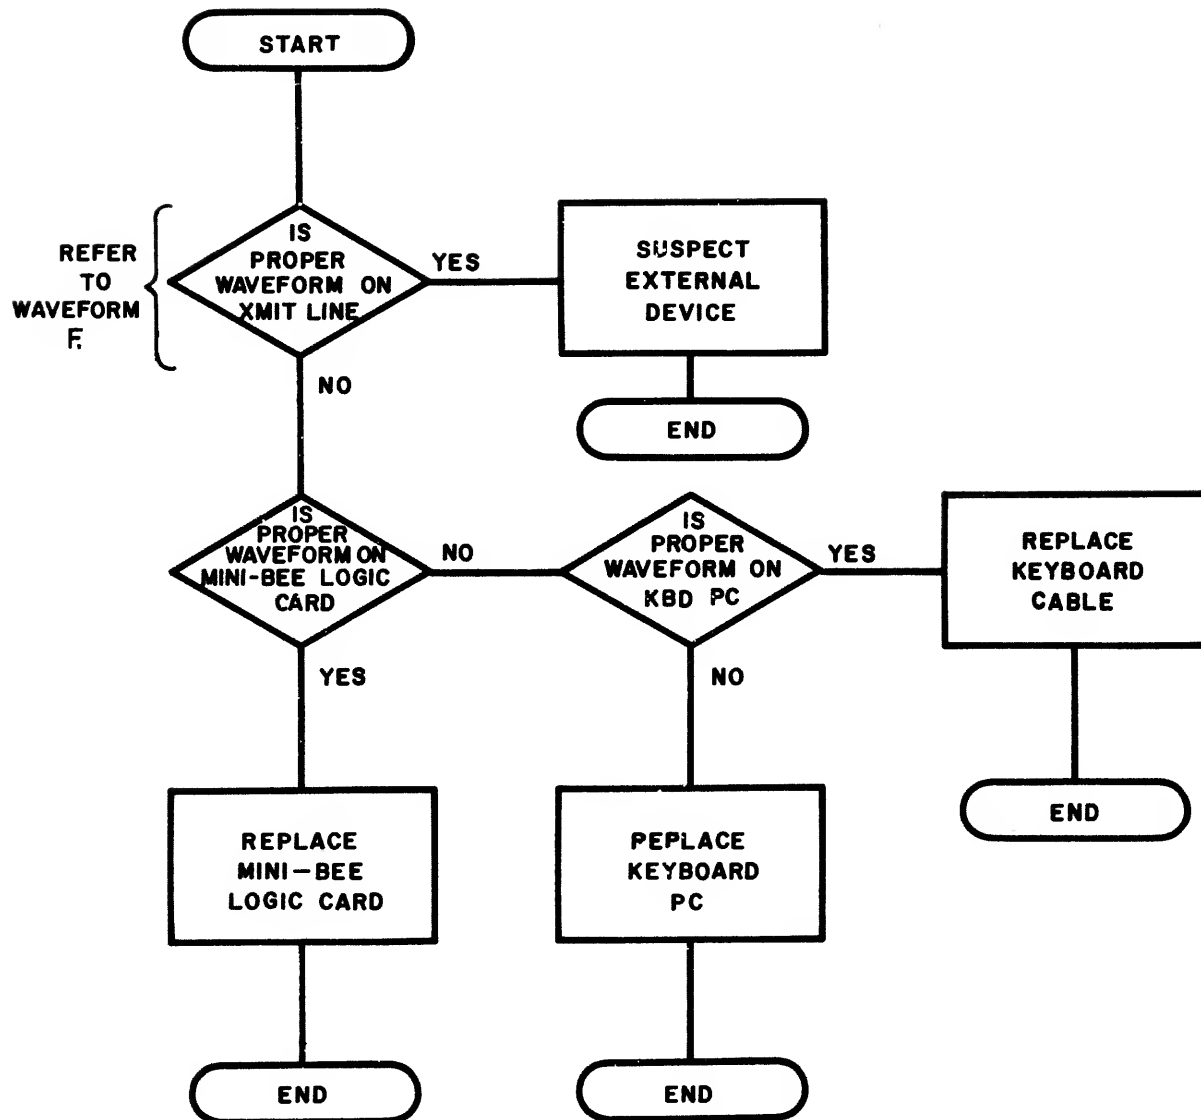 START
REFER
TO
WAVEFORM
F.
IS
PROPER
WAVEFORM ON
XMIT LINE
YES
SUSPECT
EXTERNAL
DEVICE
END
NO
IS
PROPER
WAVEFORM ON
MINI-BEE LOGIC
CARD
NO
IS
PROPER
WAVEFORM ON
KBD PC
YES
REPLACE
KEYBOARD
CABLE
END
YES
REPLACE
MINI-BEE
LOGIC CARD
END
NO
PEPLACE
KEYBOARD
PC
END